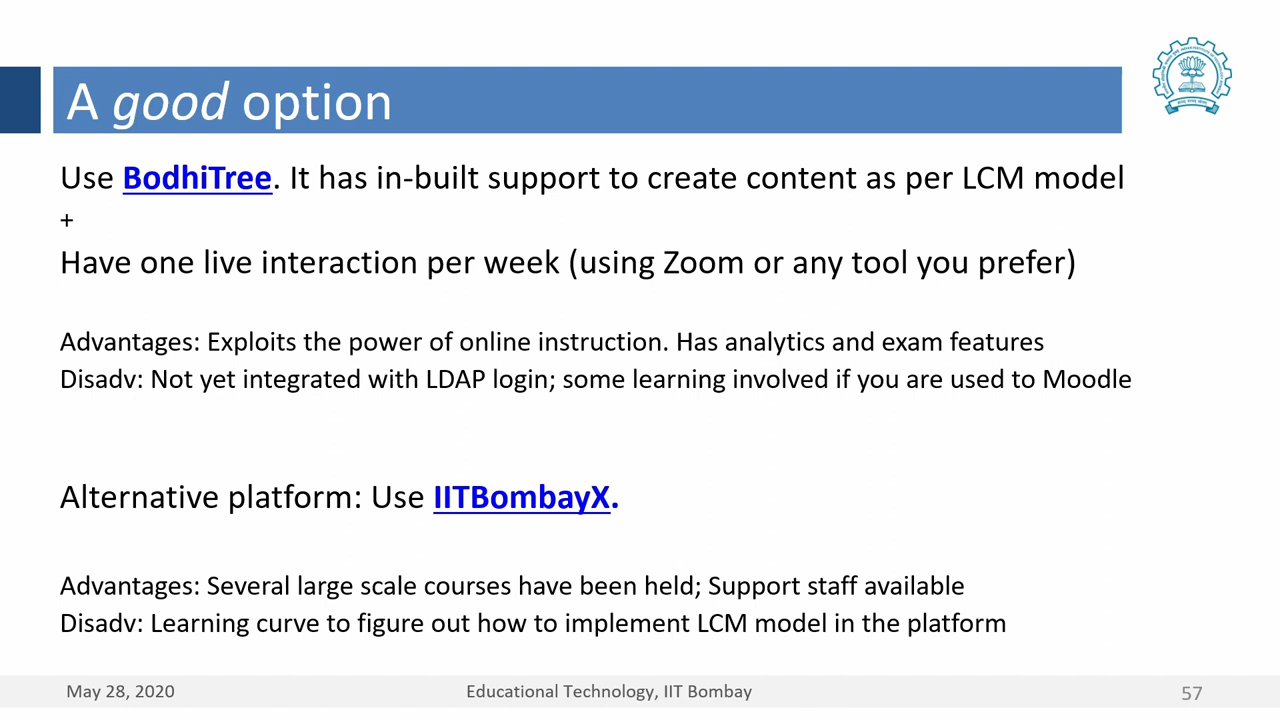 A good option
Use BodhiTree. It has in-built support to create content as per LCM model
+
Have one live interaction per week (using Zoom or any tool you prefer)
Advantages: Exploits the power of online instruction. Has analytics and exam features
Disadv: Not yet integrated with LDAP login; some learning involved if you are used to Moodle
Alternative platform: Use IITBombayX.
Advantages: Several large scale courses have been held; Support staff available
Disadv: Learning curve to figure out how to implement LCM model in the platform
May 28, 2020
Educational Technology, IIT Bombay
57